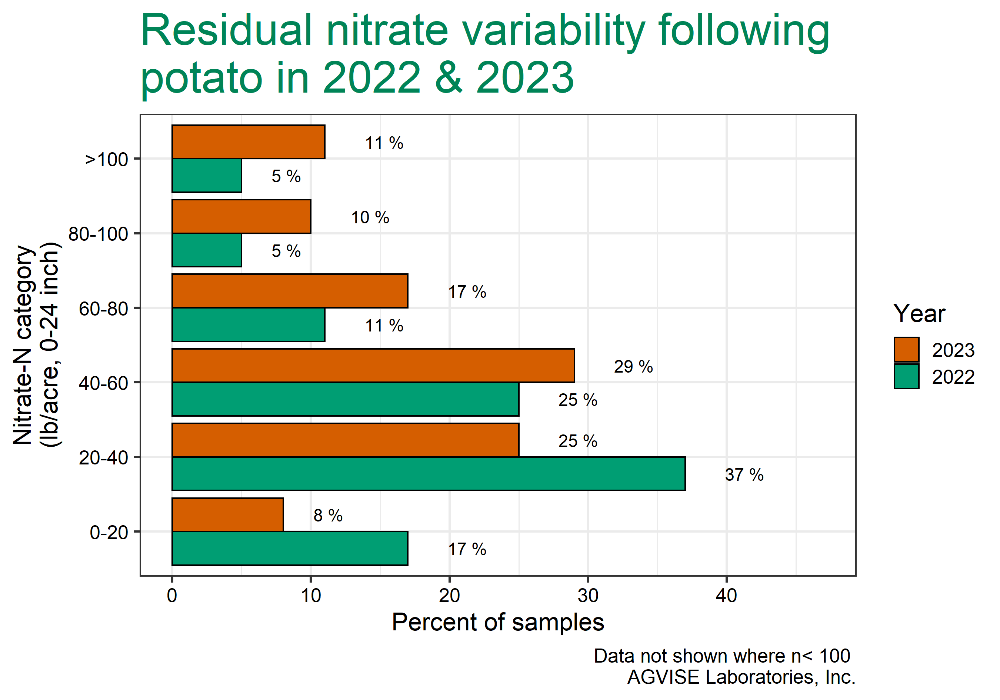 Residual nitrate variability following
potato in 2022 & 2023
Nitrate-N category
(lb/acre, 0-24 inch)
>100
11 %
5 %
80-100
10 %
5 %
60-80
17 %
11 %
40-60
29 %
25 %
20-40
25 %
37 %
0-20
8 %
17 %
0 10 20 30 40
Percent of samples
Year
2023
2022
Data not shown where n< 100
AGVISE Laboratories, Inc.